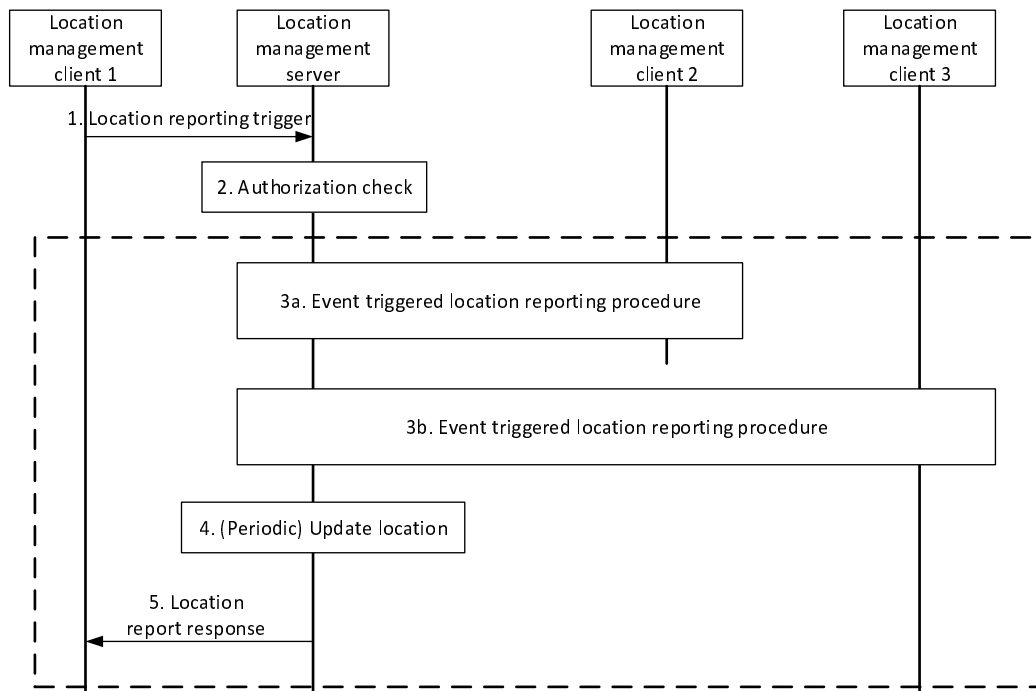 Location
management
client 1
Location
management
server
Location
management
client 2
Location
management
client 3
1. Location reporting trigger
2. Authorization check
3a. Event triggered location reporting procedure
3b. Event triggered location reporting procedure
4. (Periodic) Update location
5. Location
report response